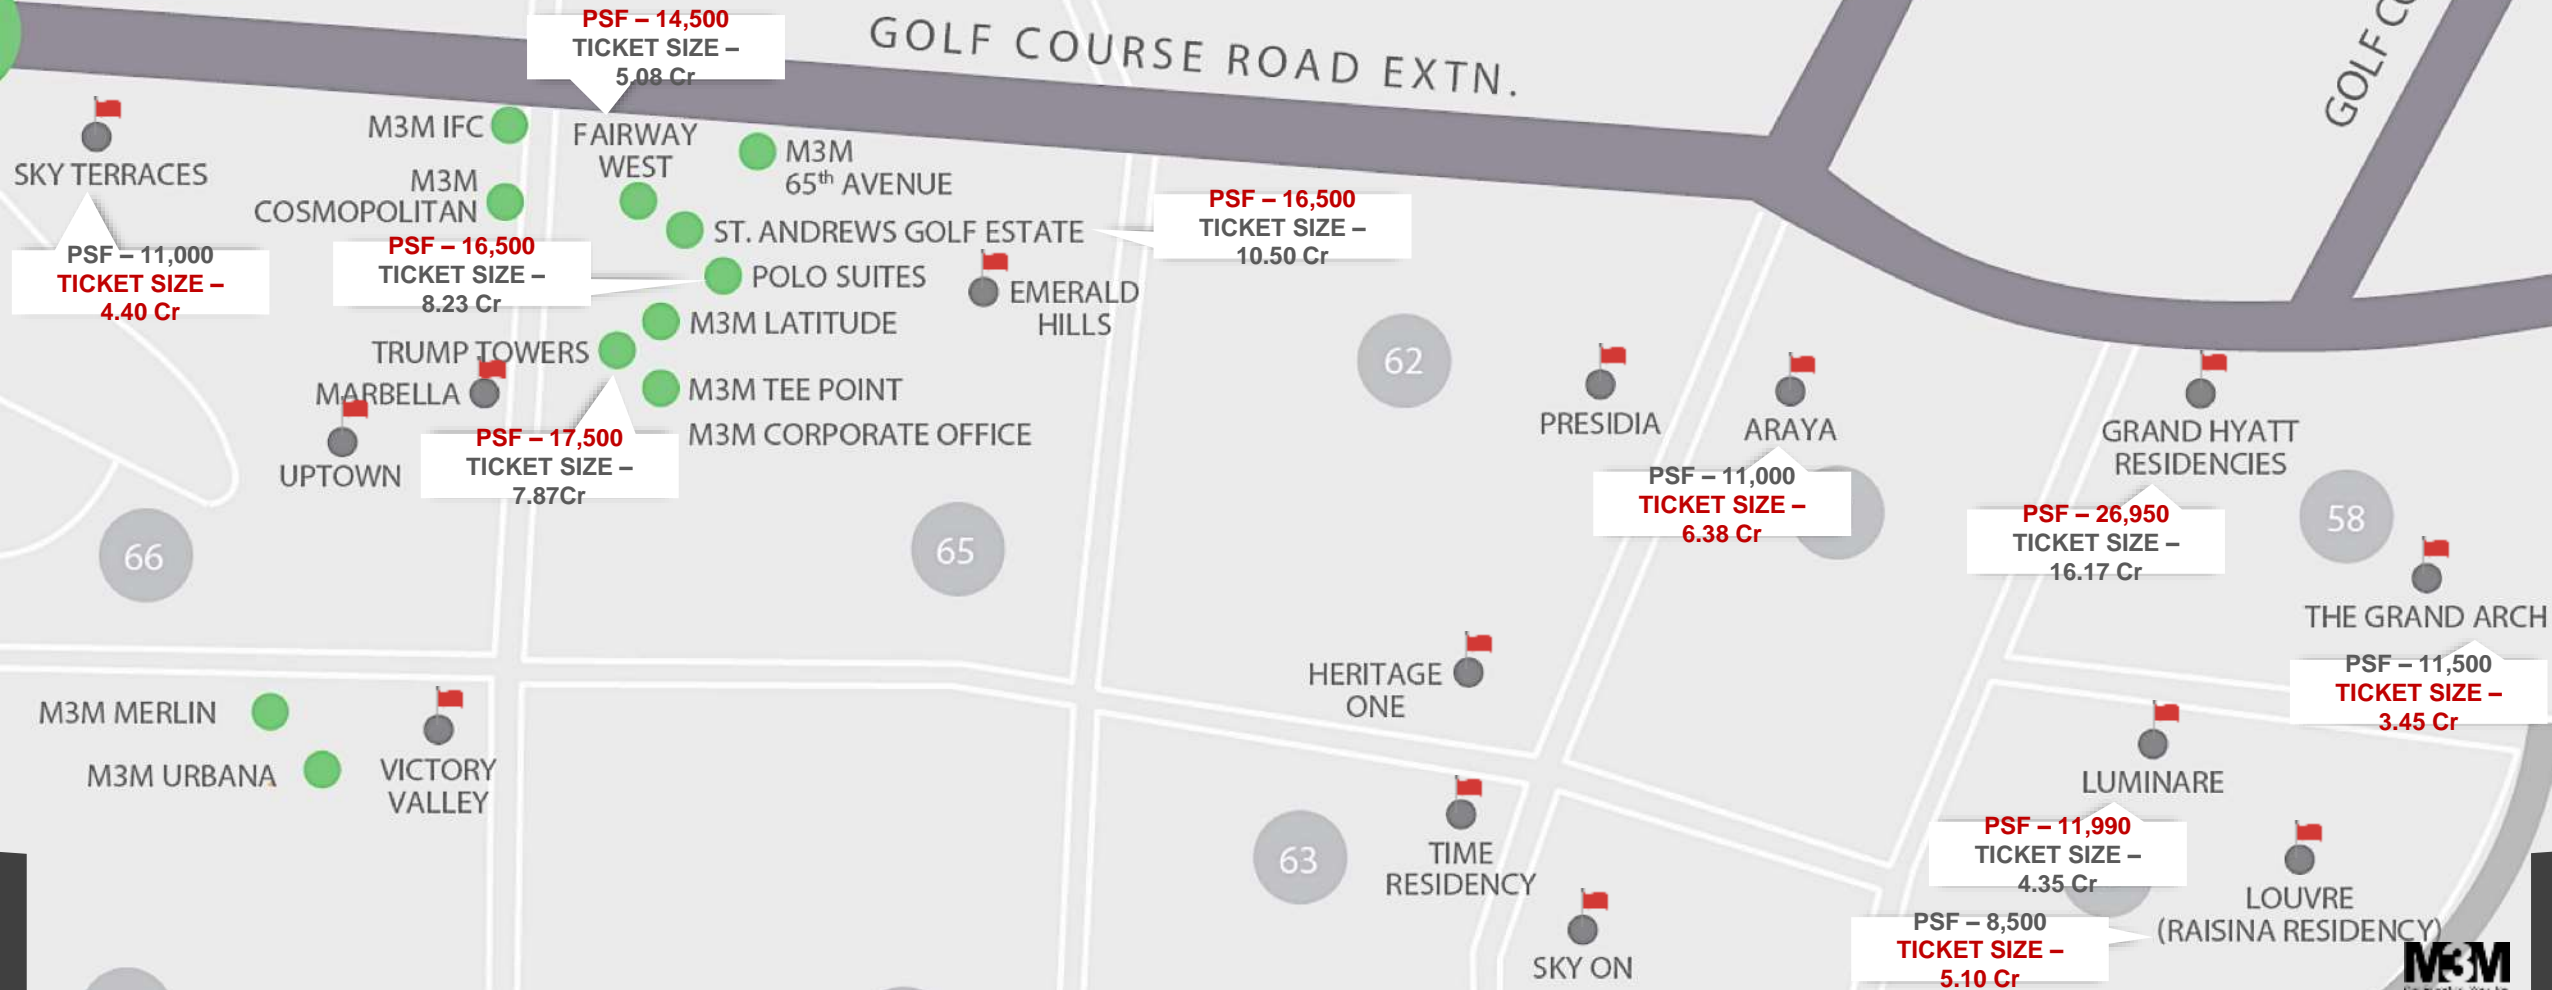 PSF – 14,500
TICKET SIZE –
5.08 Cr
GOLF COURSE ROAD EXTN.
SKY TERRACES
PSF – 11,000
TICKET SIZE –
4.40 Cr
M3M IFC
M3M
COSMOPOLITAN
FAIRWAY
WEST
M3M
65th AVENUE
ST. ANDREWS GOLF ESTATE
PSF – 16,500
TICKET SIZE –
10.50 Cr
PSF – 16,500
TICKET SIZE –
8.23 Cr
POLO SUITES
EMERALD
HILLS
M3M LATITUDE
TRUMP TOWERS
MARBELLA
M3M TEE POINT
M3M CORPORATE OFFICE
UPTOWN
PSF – 17,500
TICKET SIZE –
7.87Cr
62
PRESIDIA
ARAYA
PSF – 11,000
TICKET SIZE –
6.38 Cr
GRAND HYATT
RESIDENCIES
PSF – 26,950
TICKET SIZE –
16.17 Cr
58
66
65
THE GRAND ARCH
PSF – 11,500
TICKET SIZE –
3.45 Cr
HERITAGE
ONE
M3M MERLIN
M3M URBANA
VICTORY
VALLEY
LUMINARE
PSF – 11,990
TICKET SIZE –
4.35 Cr
63
TIME
RESIDENCY
SKY ON
LOUVRE
(RAISINA RESIDENCY)
PSF – 8,500
TICKET SIZE –
5.10 Cr
M3M